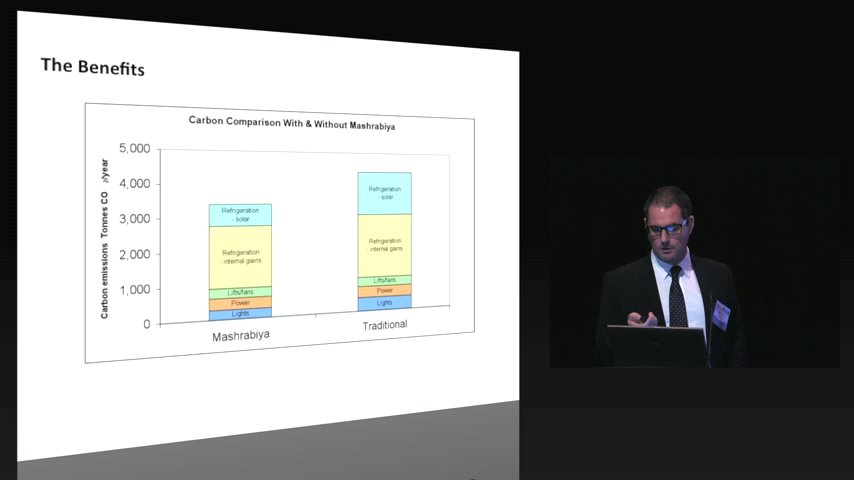 The Benefits
Carbon Comparison With & Without Mashrabiya
Carbon emissions Tonnes CO 2/year
5,000
4,000
3,000
2,000
1,000
0
Refrigeration
- solar
Refrigeration
- internal gains
Lifts/fans
Power
Lights
Mashrabiya
Refrigeration
- solar
Refrigeration
- internal gains
Lifts/fans
Power
Lights
Traditional